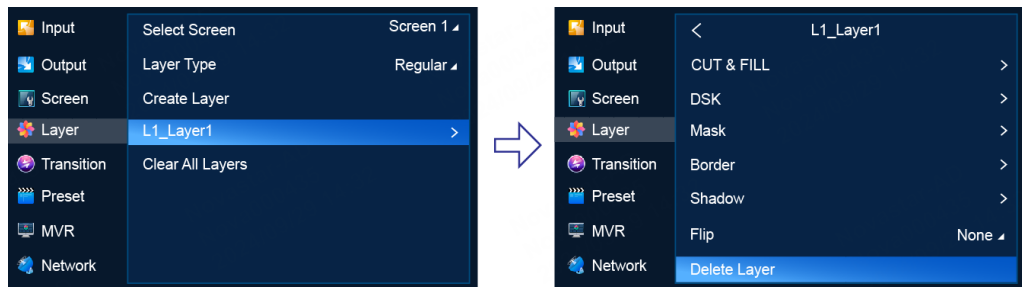 Input
Select Screen Screen 1
Output
Layer Type Regular
Screen
Create Layer
Layer
L1_Layer1 >
Transition
Clear All Layers
Preset
MVR
Network
Input
< L1_Layer1
Output
CUT & FILL >
Screen
DSK >
Layer
Mask >
Transition
Border >
Preset
Shadow >
MVR
Flip None
Network
Delete Layer